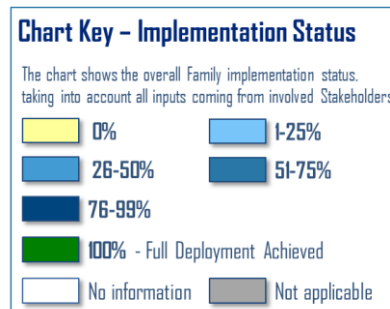 Chart Key – Implementation Status
The chart shows the overall Family implementation status,
taking into account all inputs coming from involved Stakeholders
0% 1-25%
26-50% 51-75%
76-99%
100% - Full Deployment Achieved
No information Not applicable